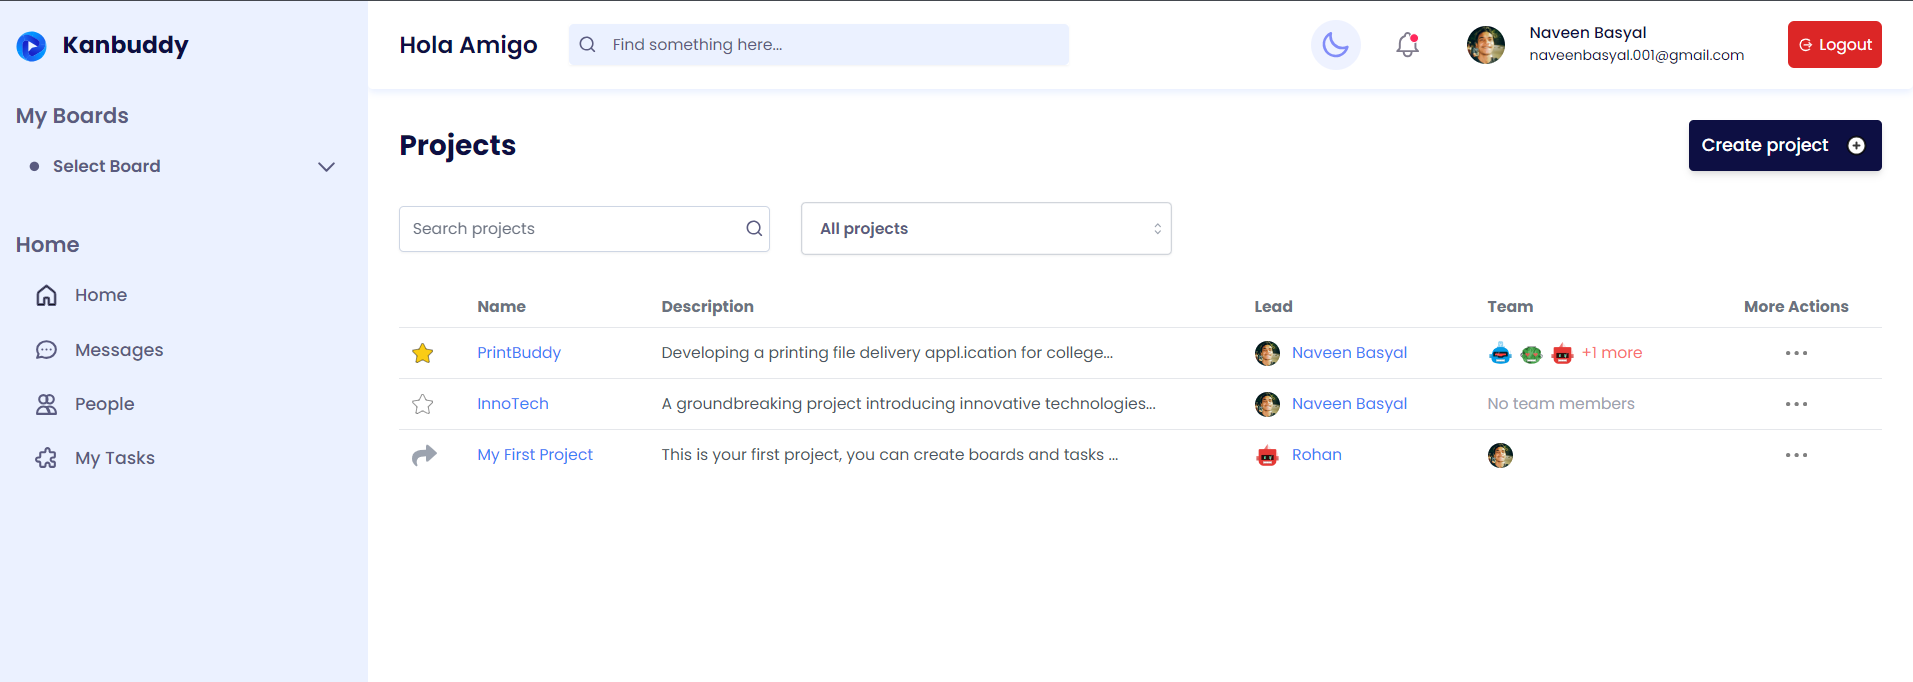 Kanbuddy
My Boards
Select Board
Home
Home
Messages
People
My Tasks
Hola Amigo
Find something here...
Naveen Basyal
naveenbasyal.001@gmail.com
Logout
Projects
Create project
Search projects
All projects
Name Description Lead Team More Actions
PrintBuddy Developing a printing file delivery appl.ication for college... Naveen Basyal +1 more
InnoTech A groundbreaking project introducing innovative technologies... Naveen Basyal No team members
My First Project This is your first project, you can create boards and tasks ... Rohan